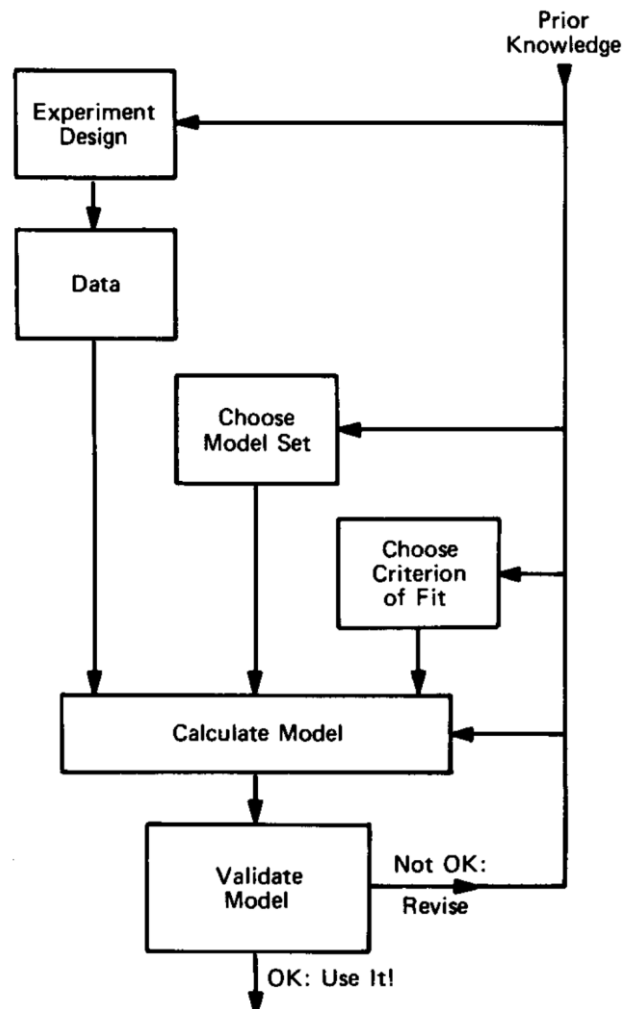 Prior
Knowledge
Experiment
Design
Data
Choose
Model Set
Choose
Criterion
of Fit
Calculate Model
Validate
Model
Not OK:
Revise
OK: Use It!